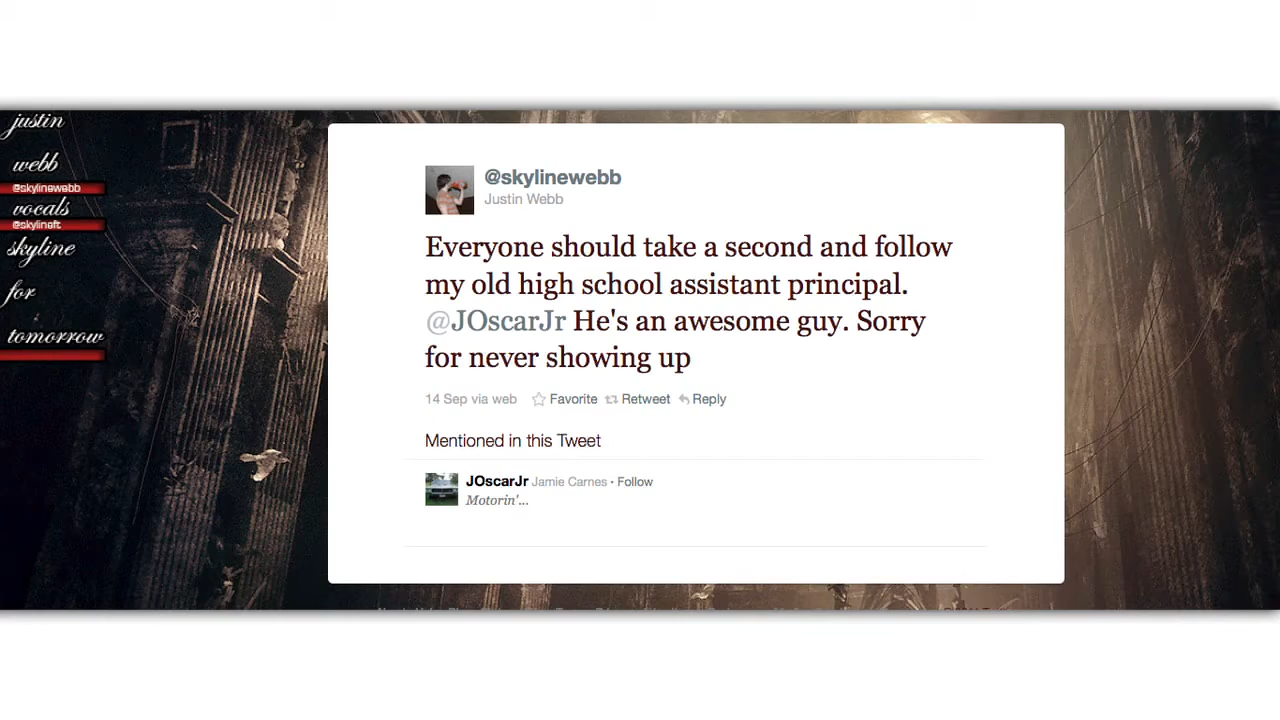 justin
webb
@skylinewebb
vocals
@skylineft
skyline
for
tomorrow
@skylinewebb
Justin Webb
Everyone should take a second and follow
my old high school assistant principal.
@JOscarJr He's an awesome guy. Sorry
for never showing up
14 Sep via web Favorite Retweet Reply
Mentioned in this Tweet
JOscarJr Jamie Carnes · Follow
Motorin'...